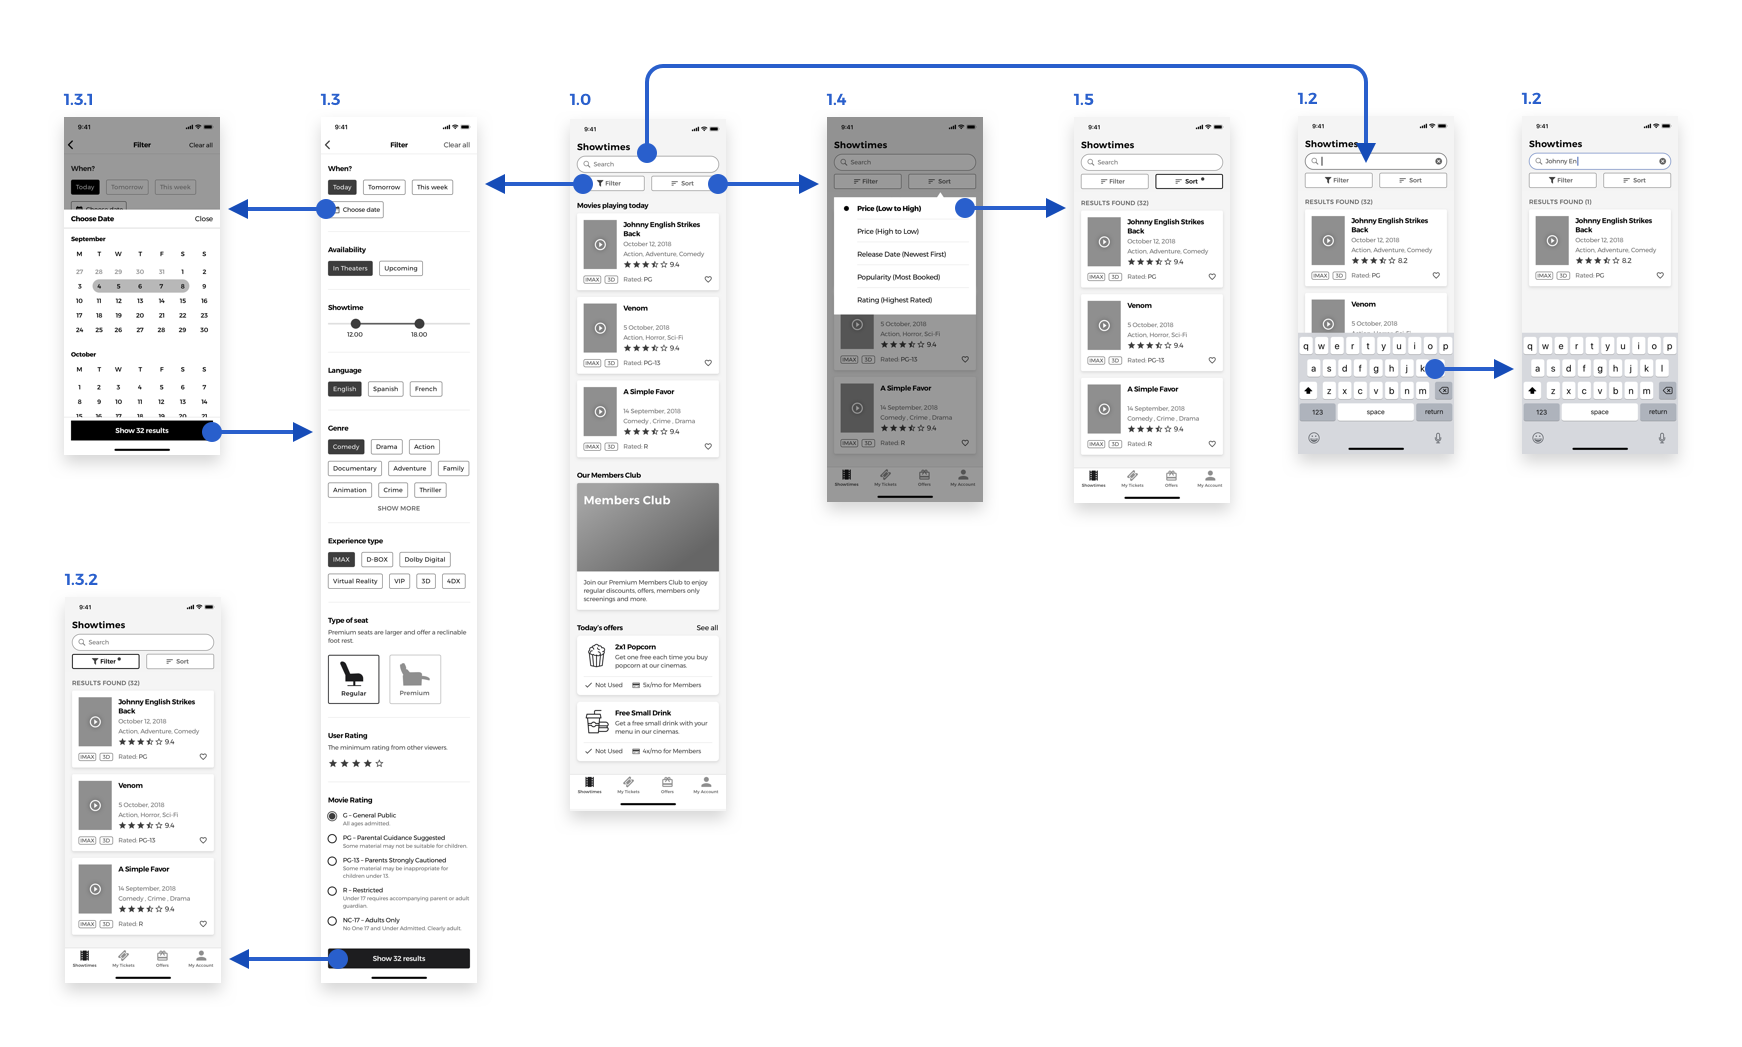 1.3.1
9:41
Filter
Clear all
When?
Today
Tomorrow
This week
Choose Date
Close
September
M T W T F S S
27 28 29 30 31 1 2
3 4 5 6 7 8 9
10 11 12 13 14 15 16
17 18 19 20 21 22 23
24 25 26 27 28 29 30
October
M T W T F S S
1 2 3 4 5 6 7
8 9 10 11 12 13 14
15 16 17 18 19 20 21
Show 32 results
1.3
9:41
Filter
Clear all
When?
Today
Tomorrow
This week
Choose date
Availability
In Theaters
Upcoming
Showtime
12.00
18.00
Language
English
Spanish
French
Genre
Comedy
Drama
Action
Documentary
Adventure
Family
Animation
Crime
Thriller
SHOW MORE
Experience type
IMAX
D-BOX
Dolby Digital
Virtual Reality
VIP
3D
4DX
Type of seat
Premium seats are larger and offer a reclinable
foot rest.
Regular
Premium
User Rating
The minimum rating from other viewers.
Movie Rating
G – General Public
All ages admitted.
PG – Parental Guidance Suggested
Some material may not be suitable for children.
PG-13 – Parents Strongly Cautioned
Some material may be inappropriate for
children under 13.
R – Restricted
Under 17 requires accompanying parent or adult
guardian.
NC-17 – Adults Only
No One 17 and Under Admitted. Clearly adult.
Show 32 results
1.0
9:41
Showtimes
Search
Filter
Sort
Movies playing today
Johnny English Strikes
Back
October 12, 2018
Action, Adventure, Comedy
9.4
IMAX 3D Rated: PG
Venom
5 October, 2018
Action, Horror, Sci-Fi
9.4
IMAX 3D Rated: PG-13
A Simple Favor
14 September, 2018
Comedy , Crime , Drama
9.4
IMAX 3D Rated: R
Our Members Club
Members Club
Join our Premium Members Club to enjoy
regular discounts, offers, members only
screenings and more.
Today's offers
See all
2x1 Popcorn
Get one free each time you buy
popcorn at our cinemas.
Not Used
5x/mo for Members
Free Small Drink
Get a free small drink with your
menu in our cinemas.
Not Used
4x/mo for Members
Showtimes
My Tickets
Offers
My Account
1.4
9:41
Showtimes
Search
Filter
Sort
Price (Low to High)
Price (High to Low)
Release Date (Newest First)
Popularity (Most Booked)
Rating (Highest Rated)
5 October, 2018
Action, Horror, Sci-Fi
9.4
IMAX 3D Rated: PG-13
A Simple Favor
14 September, 2018
Comedy , Crime , Drama
9.4
IMAX 3D Rated: R
Showtimes
My Tickets
Offers
My Account
1.5
9:41
Showtimes
Search
Filter
Sort
RESULTS FOUND (32)
Johnny English Strikes
Back
October 12, 2018
Action, Adventure, Comedy
9.4
IMAX 3D Rated: PG
Venom
5 October, 2018
Action, Horror, Sci-Fi
9.4
IMAX 3D Rated: PG-13
A Simple Favor
14 September, 2018
Comedy , Crime , Drama
9.4
IMAX 3D Rated: R
Showtimes
My Tickets
Offers
My Account
1.2
9:41
Showtimes
Filter
Sort
RESULTS FOUND (32)
Johnny English Strikes
Back
October 12, 2018
Action, Adventure, Comedy
8.2
IMAX 3D Rated: PG
Venom
5 October, 2018
q w e r t y u i o p
a s d f g h j k
z x c v b n m
123 space return
1.2
9:41
Showtimes
Johnny En
Filter
Sort
RESULTS FOUND (1)
Johnny English Strikes
Back
October 12, 2018
Action, Adventure, Comedy
8.2
IMAX 3D Rated: PG
q w e r t y u i o p
a s d f g h j k l
z x c v b n m
123 space return
1.3.2
9:41
Showtimes
Search
Filter
Sort
RESULTS FOUND (32)
Johnny English Strikes
Back
October 12, 2018
Action, Adventure, Comedy
9.4
IMAX 3D Rated: PG
Venom
5 October, 2018
Action, Horror, Sci-Fi
9.4
IMAX 3D Rated: PG-13
A Simple Favor
14 September, 2018
Comedy , Crime , Drama
9.4
IMAX 3D Rated: R
Showtimes
My Tickets
Offers
My Account